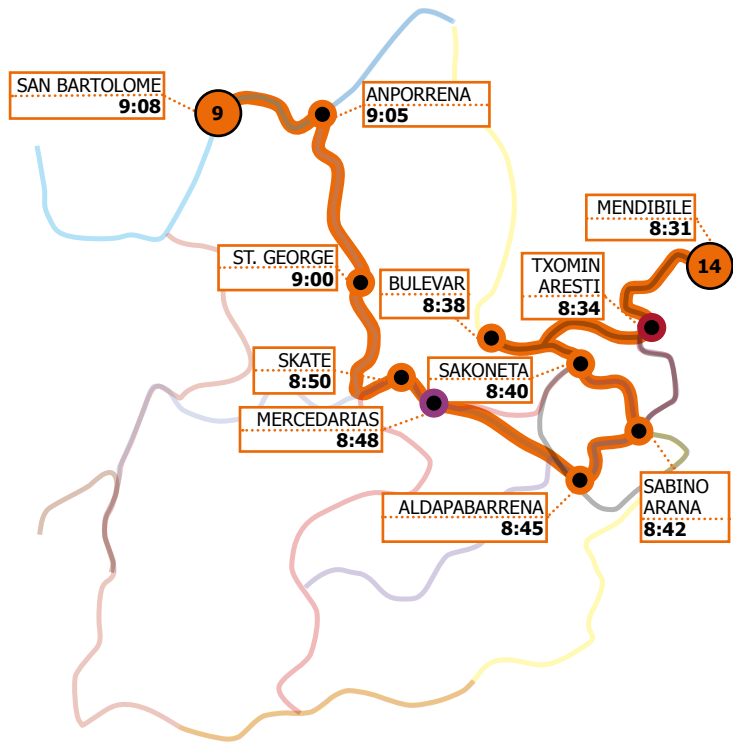 SAN BARTOLOME
9:08
9
ANPORRENA
9:05
MENDIBILE
8:31
14
ST. GEORGE
9:00
BULEVAR
8:38
TXOMIN
ARESTI
8:34
SKATE
8:50
SAKONETA
8:40
MERCEDARIAS
8:48
ALDAPABARRENA
8:45
SABINO
ARANA
8:42